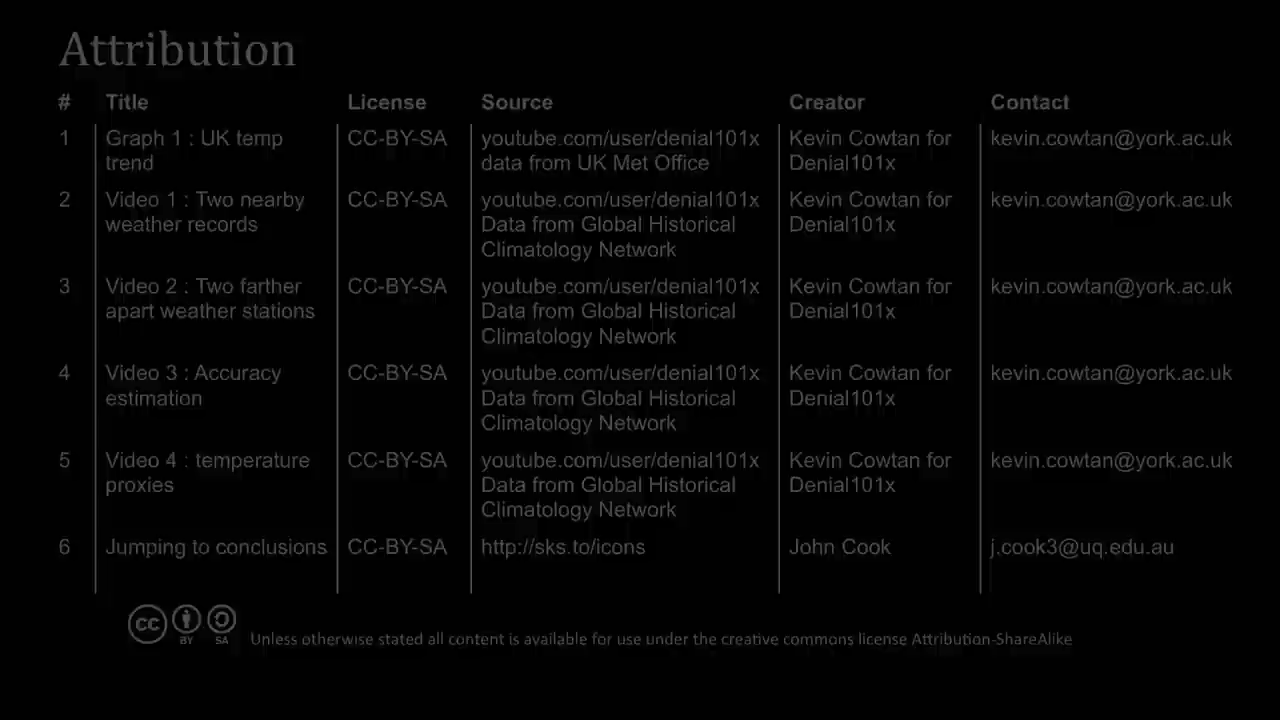 Attribution
# Title License Source Creator Contact
1 Graph 1 : UK temp CC-BY-SA youtube.com/user/denial101x Kevin Cowtan for kevin.cowtan@york.ac.uk
trend data from UK Met Office Denial101x
2 Video 1 : Two nearby CC-BY-SA youtube.com/user/denial101x Kevin Cowtan for kevin.cowtan@york.ac.uk
weather records Data from Global Historical Denial101x
Climatology Network
3 Video 2 : Two farther CC-BY-SA youtube.com/user/denial101x Kevin Cowtan for kevin.cowtan@york.ac.uk
apart weather stations Data from Global Historical Denial101x
Climatology Network
4 Video 3 : Accuracy CC-BY-SA youtube.com/user/denial101x Kevin Cowtan for kevin.cowtan@york.ac.uk
estimation Data from Global Historical Denial101x
Climatology Network
5 Video 4 : temperature CC-BY-SA youtube.com/user/denial101x Kevin Cowtan for kevin.cowtan@york.ac.uk
proxies Data from Global Historical Denial101x
Climatology Network
6 Jumping to conclusions CC-BY-SA http://sks.to/icons John Cook j.cook3@uq.edu.au
cc BY SA Unless otherwise stated all content is available for use under the creative commons license Attribution-ShareAlike